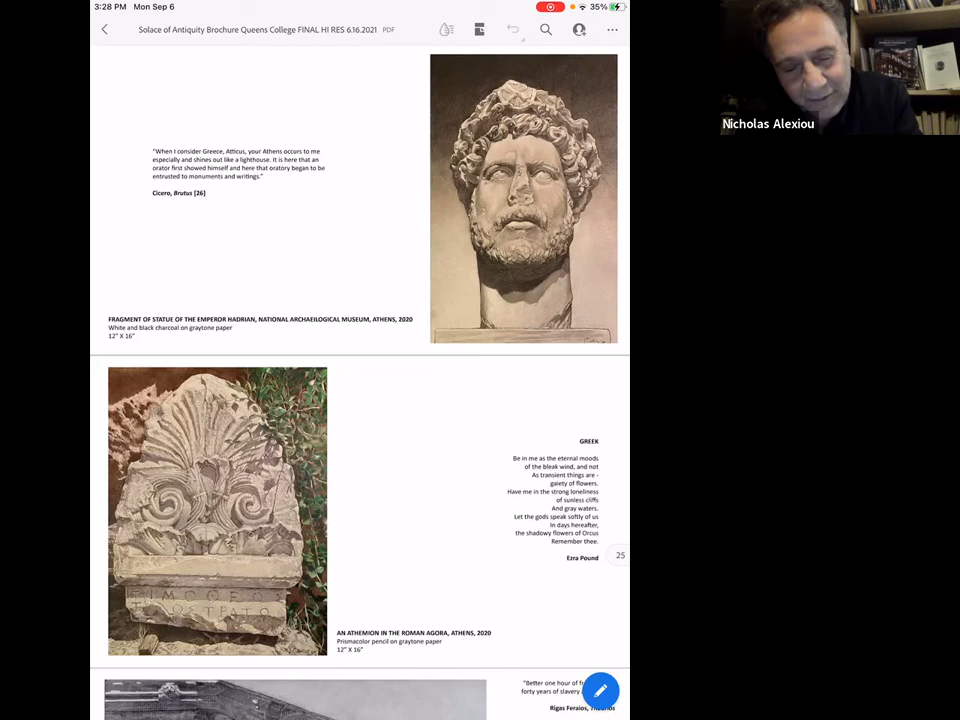 3:28 PM Mon Sep 6
35%
Solace of Antiquity Brochure Queens College FINAL HI RES 6.16.2021 PDF
Nicholas Alexiou
"When I consider Greece, Atticus, your Athens occurs to me
especially and shines out like a lighthouse. It is here that an
orator first showed himself and here that oratory began to be
entrusted to monuments and writings."
Cicero, Brutus [26]
FRAGMENT OF STATUE OF THE EMPEROR HADRIAN, NATIONAL ARCHAEILOGICAL MUSEUM, ATHENS, 2020
White and black charcoal on graytone paper
12" X 16"
GREEK
Be in me as the eternal moods
of the bleak wind, and not
As transient things are -
gaiety of flowers.
Have me in the strong loneliness
of sunless cliffs
And gray waters.
Let the gods speak softly of us
In days hereafter,
the shadowy flowers of Orcus
Remember thee.
Ezra Pound
25
ΤΙΜΟΘΕΟΣ
AN ATHEMION IN THE ROMAN AGORA, ATHENS, 2020
Prismacolor pencil on graytone paper
12" X 16"
"Better one hour of
forty years of slavery
Rigas Feraios,